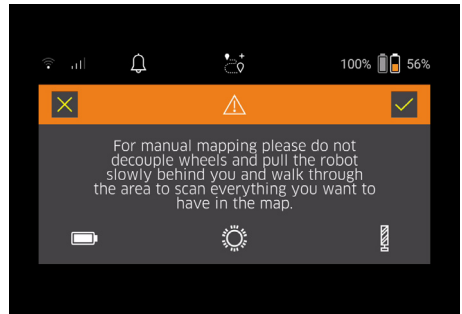 100% 56%
For manual mapping please do not
decouple wheels and pull the robot
slowly behind you and walk through
the area to scan everything you want to
have in the map.